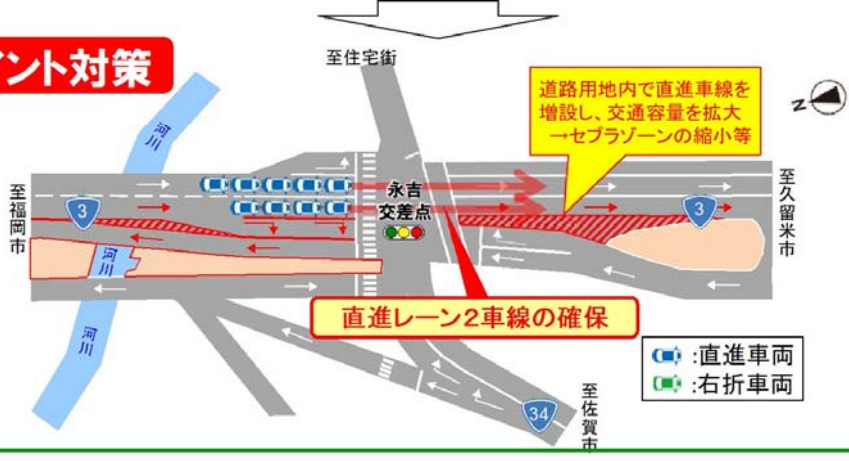 イント対策
至住宅街
道路用地内で直進車線を
増設し、交通容量を拡大
→ゼブラゾーンの縮小等
N
河川
至福岡市
3
永吉
交差点
3
至久留米市
河川
直進レーン2車線の確保
河川
:直進車両
:右折車両
34
至佐賀市